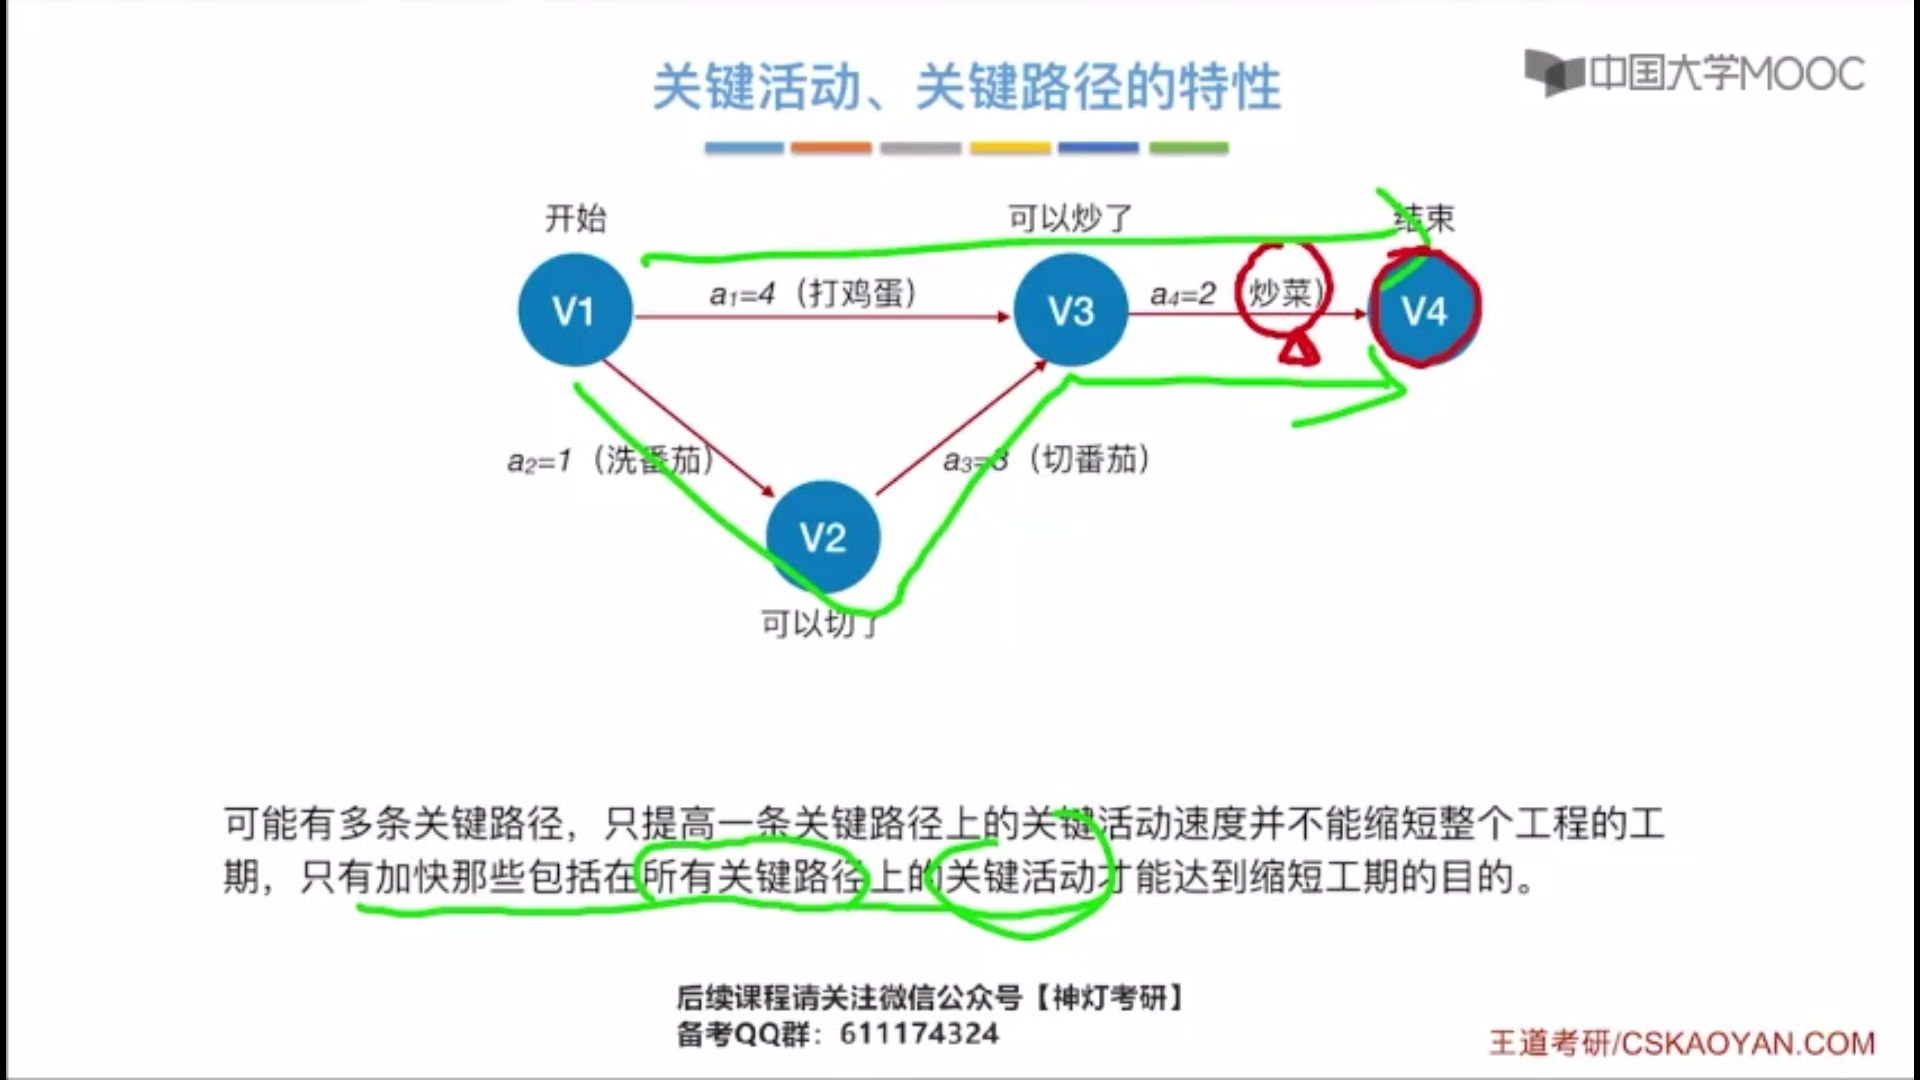 关键活动、关键路径的特性
中国大学MOOC
开始
可以炒了
结束
V1
a₁=4（打鸡蛋）
V3
a₄=2（炒菜）
V4
a₂=1（洗番茄）
a₃=3（切番茄）
V2
可以切了
可能有多条关键路径，只提高一条关键路径上的关键活动速度并不能缩短整个工程的工
期，只有加快那些包括在所有关键路径上的关键活动才能达到缩短工期的目的。
后续课程请关注微信公众号【神灯考研】
备考QQ群：611174324
王道考研/CSKAOYAN.COM